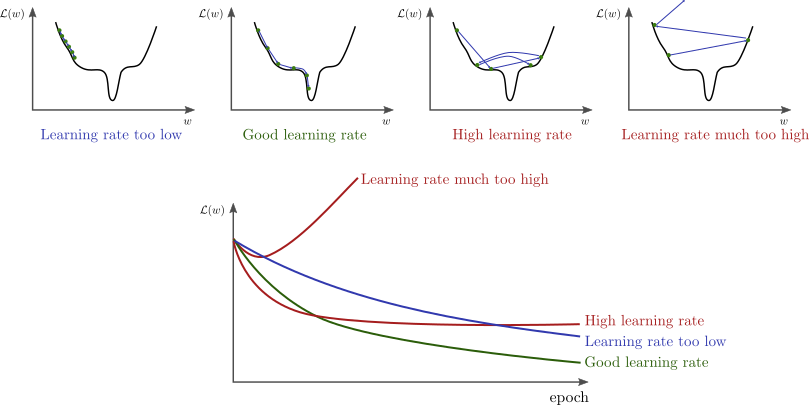 ℒ(w)
w
Learning rate too low
ℒ(w)
w
Good learning rate
ℒ(w)
w
High learning rate
ℒ(w)
w
Learning rate much too high
Learning rate much too high
ℒ(w)
High learning rate
Learning rate too low
Good learning rate
epoch